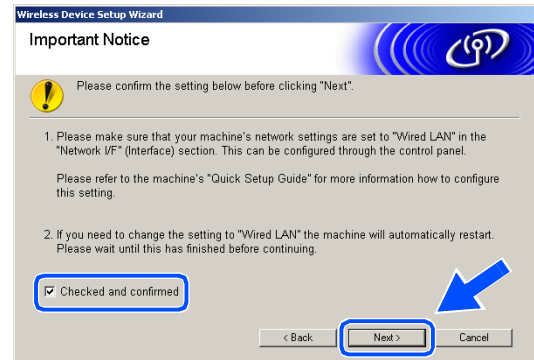 Wireless Device Setup Wizard
Important Notice
Please confirm the setting below before clicking "Next".
1. Please make sure that your machine's network settings are set to "Wired LAN" in the
"Network I/F" (Interface) section. This can be configured through the control panel.
Please refer to the machine's "Quick Setup Guide" for more information how to configure
this setting.
2. If you need to change the setting to "Wired LAN" the machine will automatically restart.
Please wait until this has finished before continuing.
Checked and confirmed
< Back
Next >
Cancel